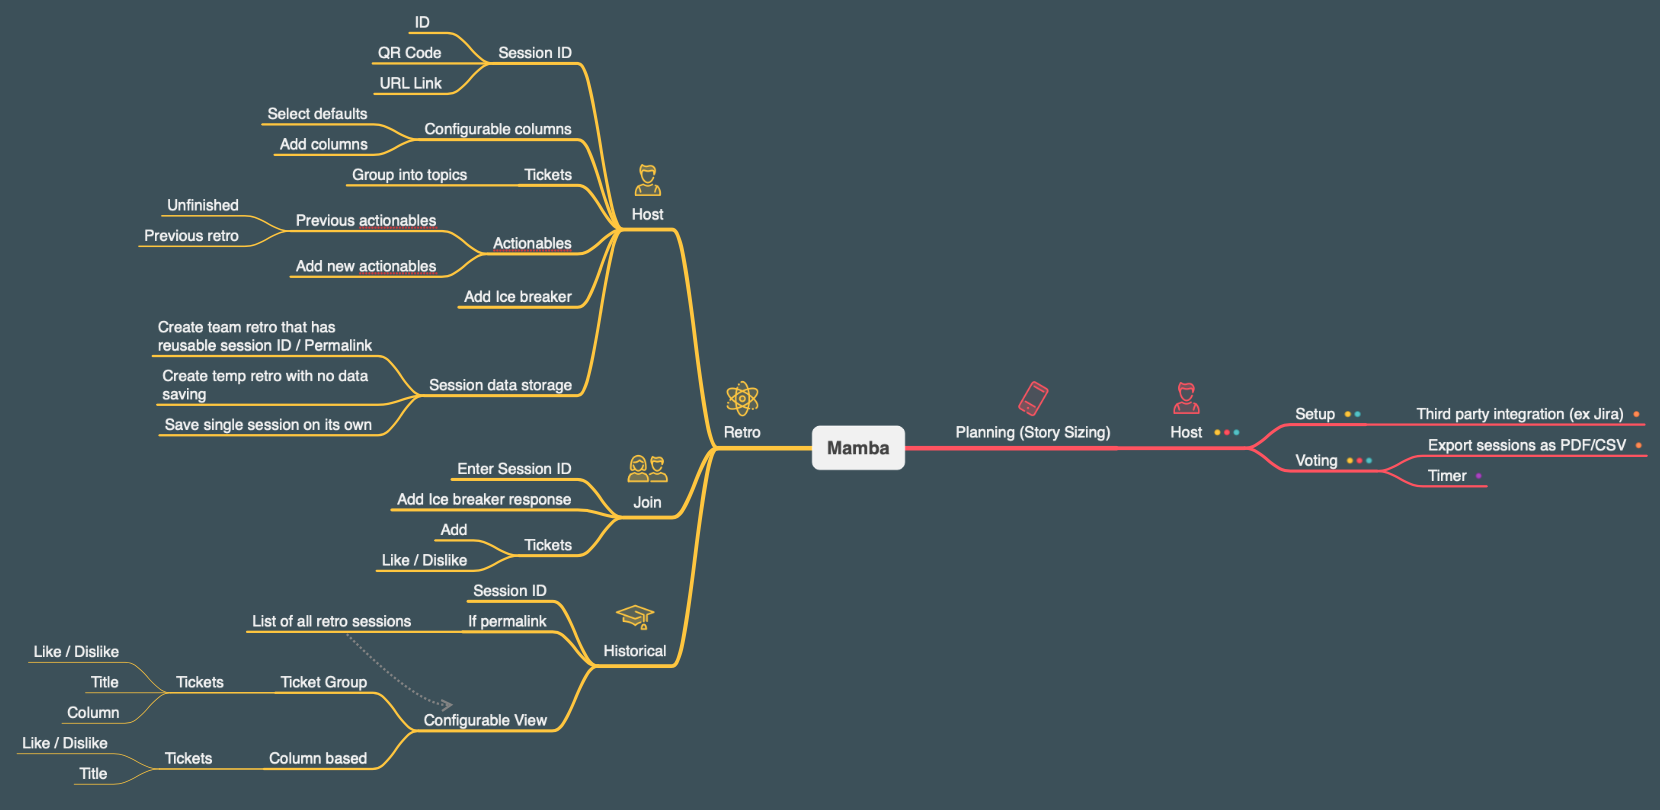 ID
QR Code
Session ID
URL Link
Select defaults
Configurable columns
Add columns
Group into topics
Tickets
Host
Unfinished
Previous actionables
Previous retro
Actionables
Add new actionables
Add Ice breaker
Create team retro that has
reusable session ID / Permalink
Create temp retro with no data
saving
Session data storage
Save single session on its own
Retro
Enter Session ID
Add Ice breaker response
Join
Add
Tickets
Like / Dislike
Session ID
List of all retro sessions
If permalink
Historical
Like / Dislike
Title
Tickets
Ticket Group
Column
Configurable View
Like / Dislike
Tickets
Column based
Title
Mamba
Planning (Story Sizing)
Host
Setup
Third party integration (ex Jira)
Voting
Export sessions as PDF/CSV
Timer